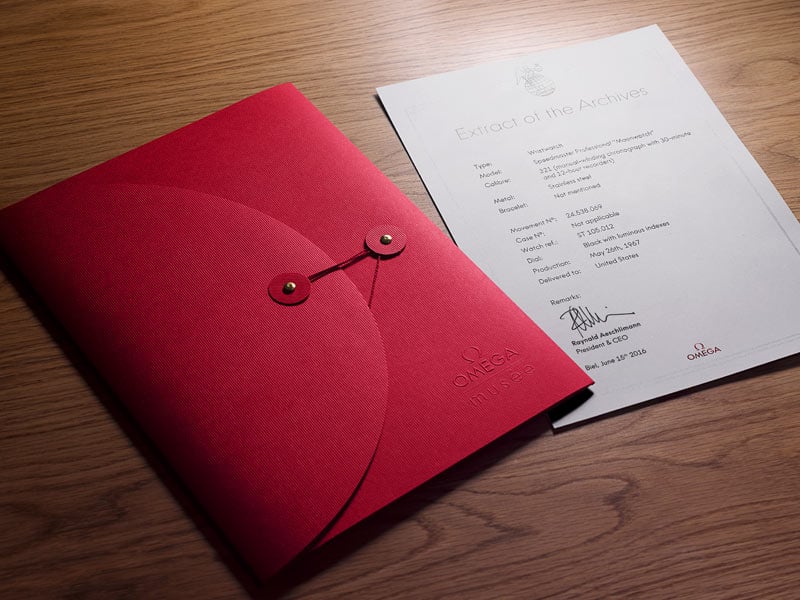 OMEGA
musée
Extract of the Archives
Type: Wristwatch
Model: Speedmaster Professional "Moonwatch"
Calibre: 321 (manual-winding chronograph with 30-minute
and 12-hour recorders)
Metal: Stainless steel
Bracelet: Not mentioned
Movement N°: 24.538.069
Case N°: Not applicable
Watch ref.: ST 105.012
Dial: Black with luminous indexes
Production: May 26th, 1967
Delivered to: United States
Remarks:
Raynald Aeschlimann
President & CEO
Biel, June 15th 2016
OMEGA